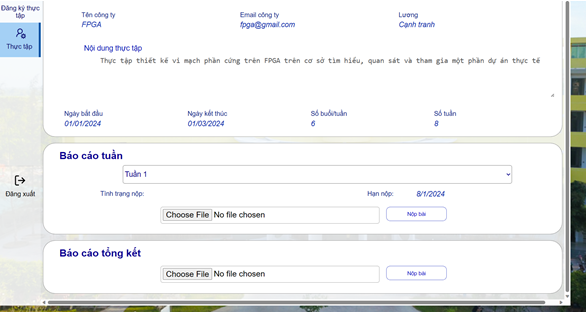 Đăng ký thực tập
Thực tập
Đăng xuất
Tên công ty
FPGA
Email công ty
fpga@gmail.com
Lương
Cạnh tranh
Nội dung thực tập
Thực tập thiết kế vi mạch phần cứng trên FPGA trên cơ sở tìm hiểu, quan sát và tham gia một phần dự án thực tế
Ngày bắt đầu
01/01/2024
Ngày kết thúc
01/03/2024
Số buổi/tuần
6
Số tuần
8
Báo cáo tuần
Tuần 1
Tình trạng nộp:
Hạn nộp: 8/1/2024
Choose File No file chosen
Nộp bài
Báo cáo tổng kết
Choose File No file chosen
Nộp bài